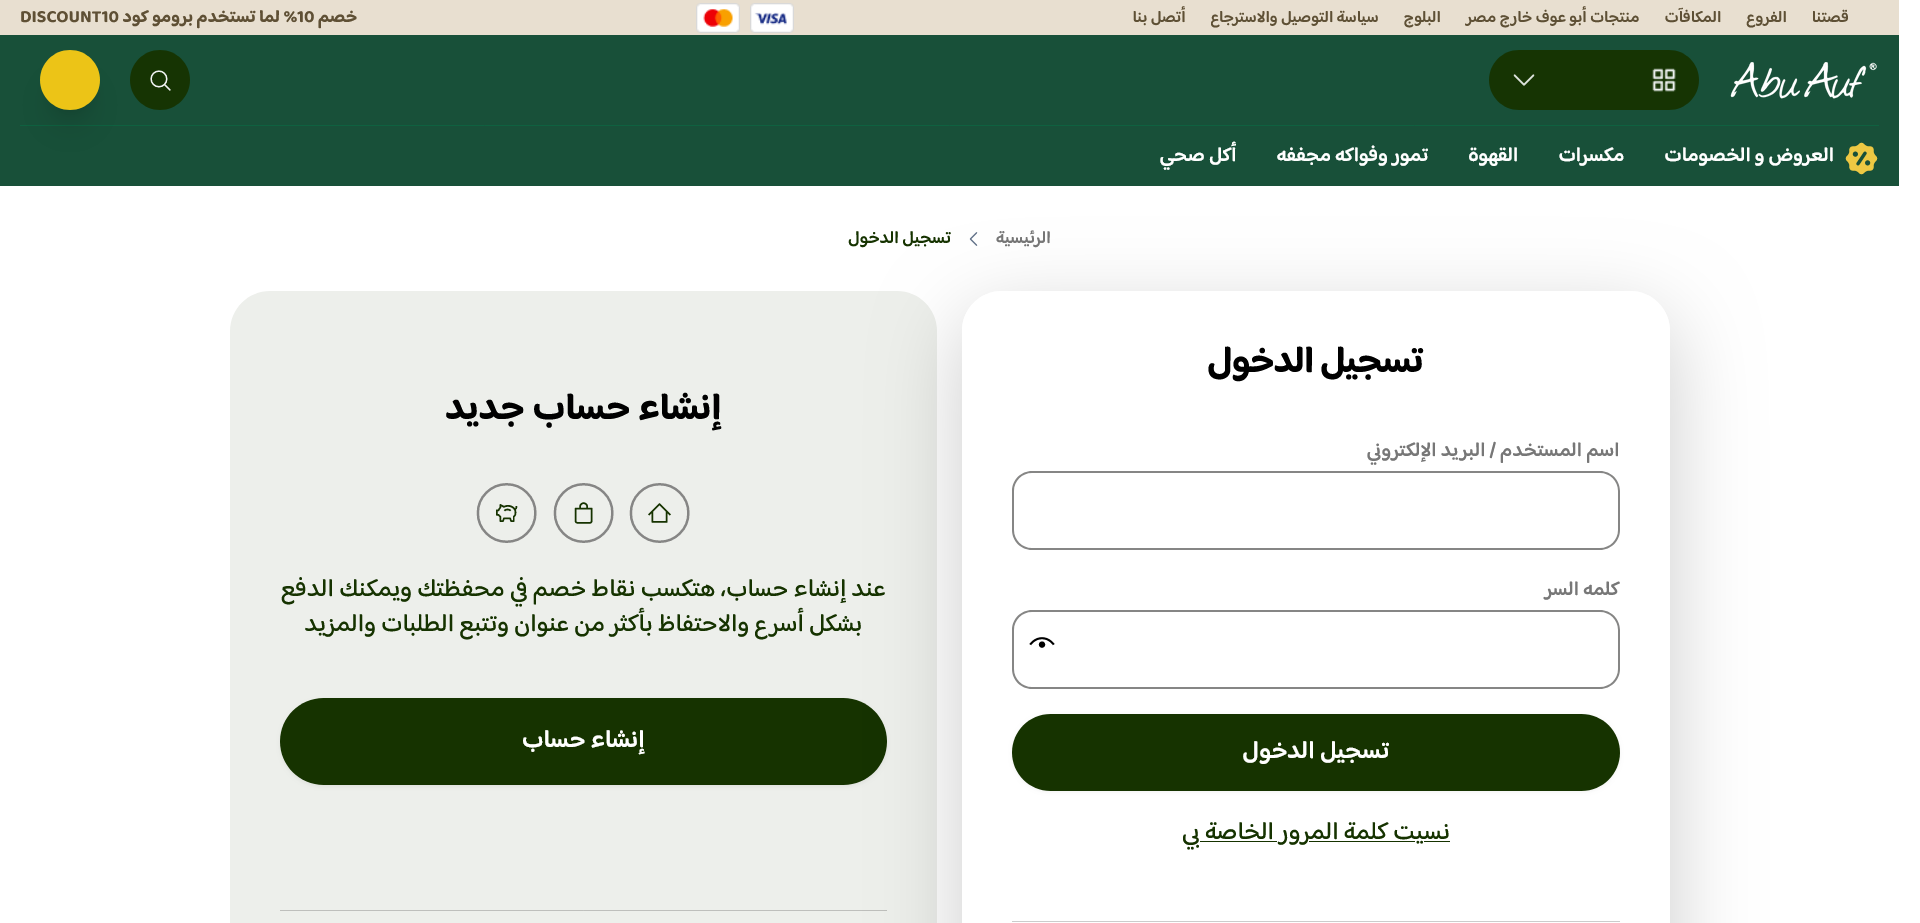 قصتنا
الفروع
المكافآت
منتجات أبو عوف خارج مصر
البلوج
سياسة التوصيل والاسترجاع
أتصل بنا
VISA
خصم 10% لما تستخدم برومو كود DISCOUNT10
Abu Auf®
العروض و الخصومات
مكسرات
القهوة
تمور وفواكه مجففه
أكل صحي
الرئيسية
تسجيل الدخول
تسجيل الدخول
اسم المستخدم / البريد الإلكتروني
كلمه السر
تسجيل الدخول
نسيت كلمة المرور الخاصة بي
إنشاء حساب جديد
عند إنشاء حساب، هتكسب نقاط خصم في محفظتك ويمكنك الدفع
بشكل أسرع والاحتفاظ بأكثر من عنوان وتتبع الطلبات والمزيد
إنشاء حساب